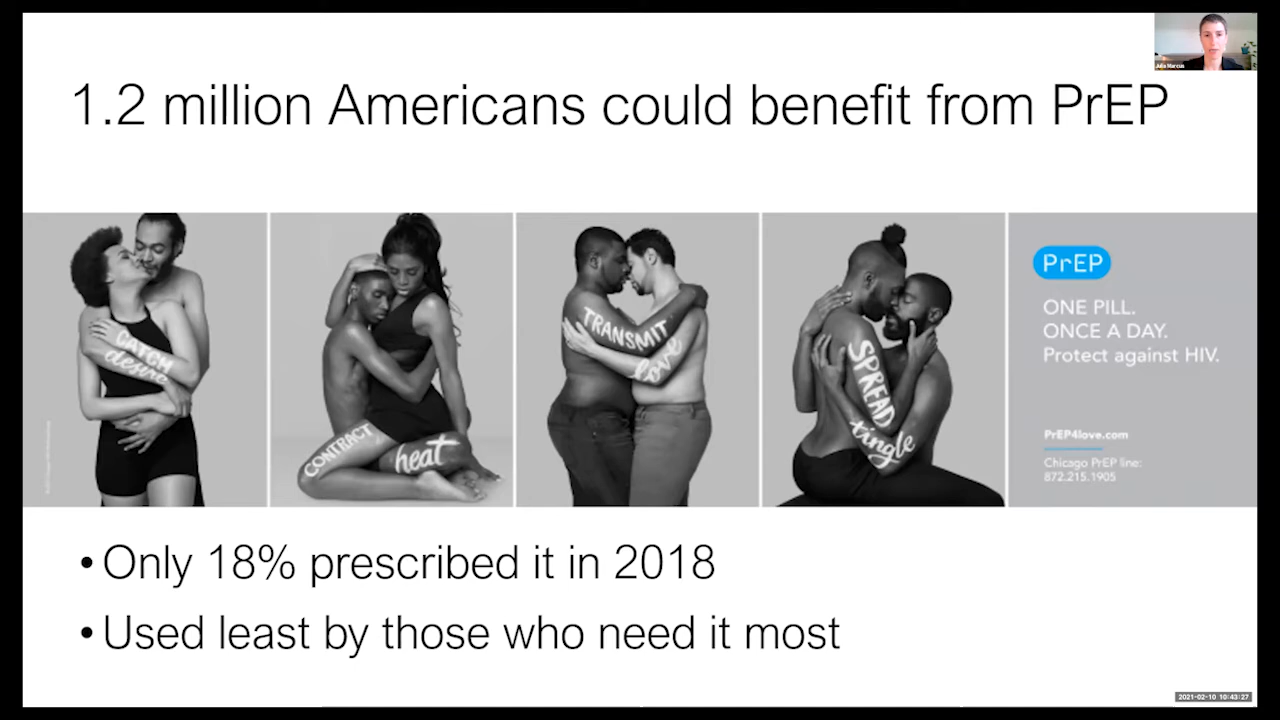 Julia Marcus
1.2 million Americans could benefit from PrEP
CATCH
desire
CONTRACT
heat
TRANSMIT
love
SPREAD
tingle
PrEP
ONE PILL.
ONCE A DAY.
Protect against HIV.
PrEP4love.com
Chicago PrEP line:
872.215.1905
•Only 18% prescribed it in 2018
•Used least by those who need it most
2021-02-10 10:43:27